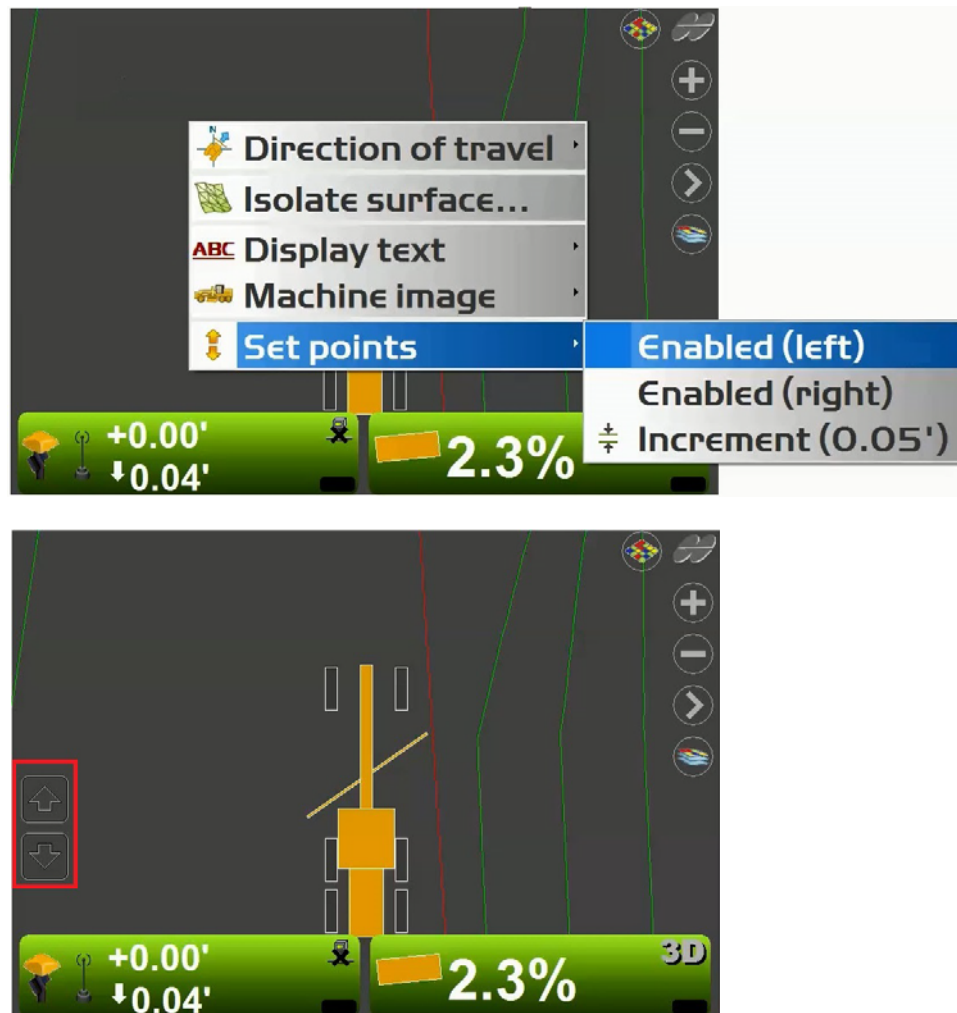 Direction of travel
Isolate surface...
ABC Display text
Machine image
Set points
Enabled (left)
Enabled (right)
Increment (0.05')
+0.00'
0.04'
2.3%
N
+0.00'
0.04'
2.3%
3D